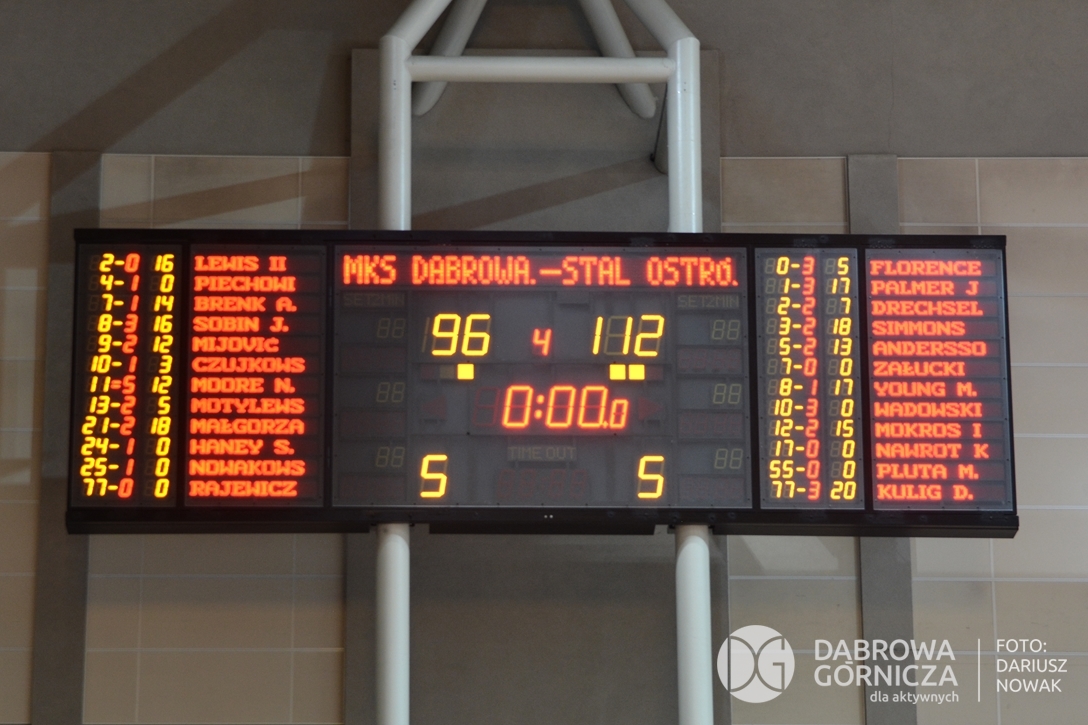 MKS DĄBROWA.-STAL OSTRÓ.
2-0 16 LEWIS II
4-1 0 PIECHOWI
7-1 14 BRENK A.
8-3 16 SOBIN J.
9-2 12 MIJOVIĆ
10-1 3 CZUJKOWS
11=5 12 MOORE N.
13-2 5 MOTYLEWS
21-2 18 MAŁGORZA
24-1 0 HANEY S.
25-1 0 NOWAKOWS
77-0 0 RAJEWICZ
SET2MIN SET2MIN
96 4 112
0:00.0
TIME OUT
5 5
0-3 5 FLORENCE
1-3 17 PALMER J
2-2 7 DRECHSEL
3-2 18 SIMMONS
5-2 13 ANDERSSO
7-0 0 ZAŁUCKI
8-1 17 YOUNG M.
10-3 0 WADOWSKI
12-2 15 MOKROS I
17-0 0 NAWROT K
55-0 0 PLUTA M.
77-3 20 KULIG D.
DG
DĄBROWA
GÓRNICZA
dla aktywnych
FOTO:
DARIUSZ
NOWAK